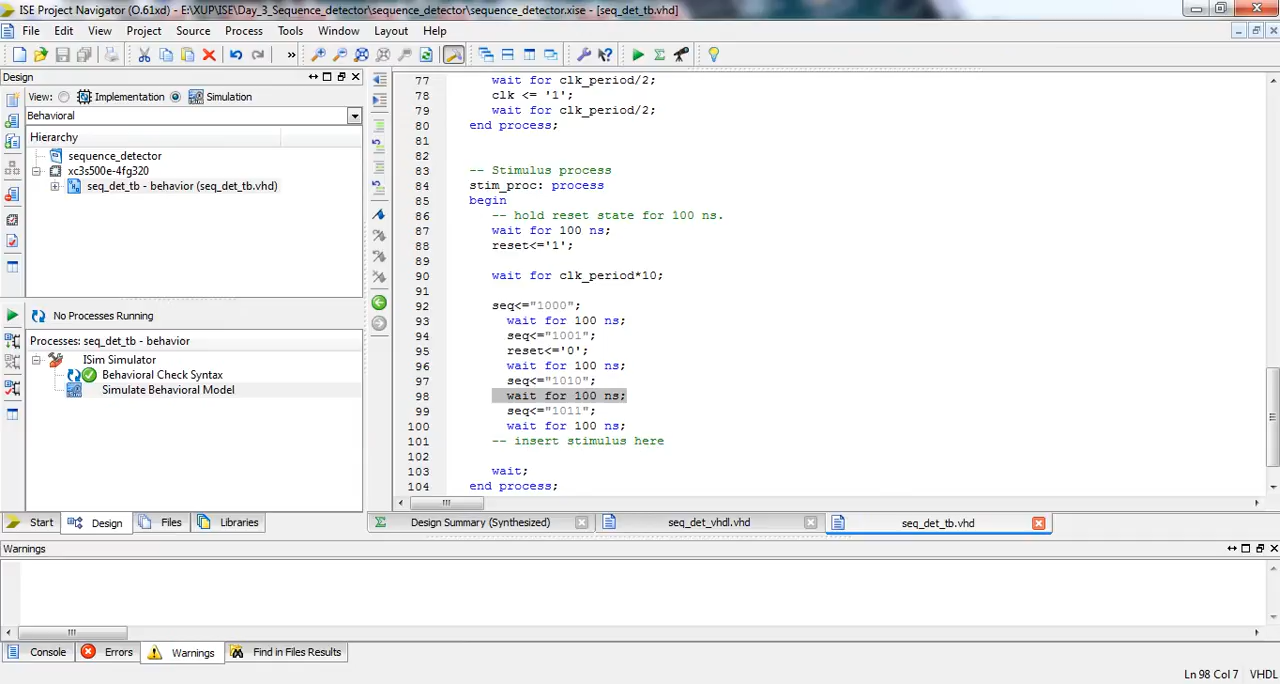 ISE Project Navigator (O.61xd) - E:\XUP\ISE\Day_3_Sequence_detector\sequence_detector\sequence_detector.xise - [seq_det_tb.vhd]
File Edit View Project Source Process Tools Window Layout Help
Design
View: Implementation Simulation
Behavioral
Hierarchy
sequence_detector
xc3s500e-4fg320
seq_det_tb - behavior (seq_det_tb.vhd)
No Processes Running
Processes: seq_det_tb - behavior
ISim Simulator
Behavioral Check Syntax
Simulate Behavioral Model
Start Design Files Libraries
77 wait for clk_period/2;
78 clk <= '1';
79 wait for clk_period/2;
80 end process;
81
82
83 -- Stimulus process
84 stim_proc: process
85 begin
86 -- hold reset state for 100 ns.
87 wait for 100 ns;
88 reset<='1';
89
90 wait for clk_period*10;
91
92 seq<="1000";
93 wait for 100 ns;
94 seq<="1001";
95 reset<='0';
96 wait for 100 ns;
97 seq<="1010";
98 wait for 100 ns;
99 seq<="1011";
100 wait for 100 ns;
101 -- insert stimulus here
102
103 wait;
104 end process;
Design Summary (Synthesized) seq_det_vhdl.vhd seq_det_tb.vhd
Warnings
Console Errors Warnings Find in Files Results
Ln 98 Col 7 VHDL